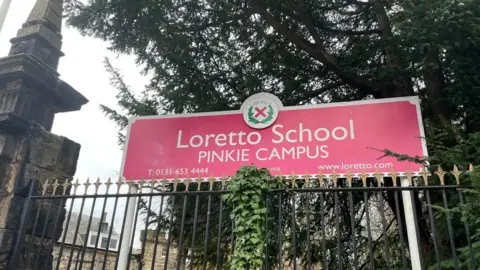 Loretto School
PINKIE CAMPUS
T: 0131 653 4444
www.loretto.com